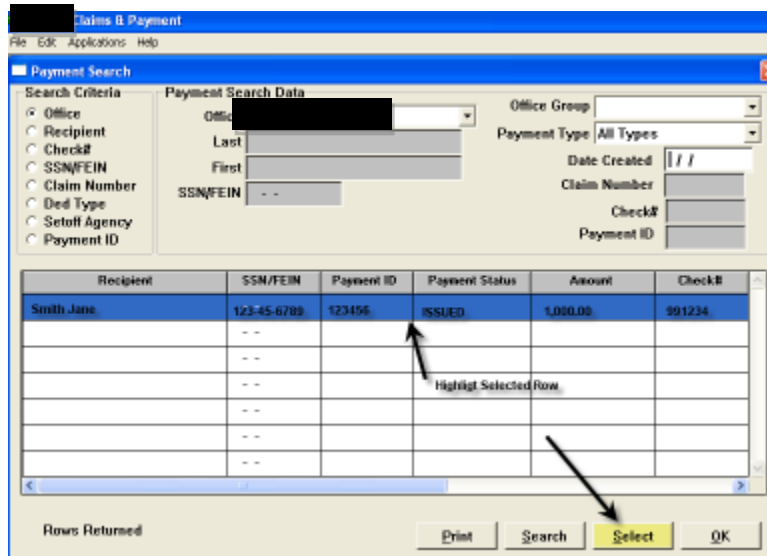 Claims & Payment
File Edit Applications Help
Payment Search
Search Criteria
Payment Search Data
Office
Recipient
Check#
SSN/FEIN
Claim Number
Ded Type
Setoff Agency
Payment ID
Offic
Last
First
SSN/FEIN - -
Office Group
Payment Type All Types
Date Created / /
Claim Number
Check#
Payment ID
Recipient SSN/FEIN Payment ID Payment Status Amount Check#
Smith Jane 123-45-6789 123456 ISSUED 1,000.00 991234
- -
- -
- -
Highligt Selected Row
- -
- -
- -
Rows Returned
Print Search Select OK